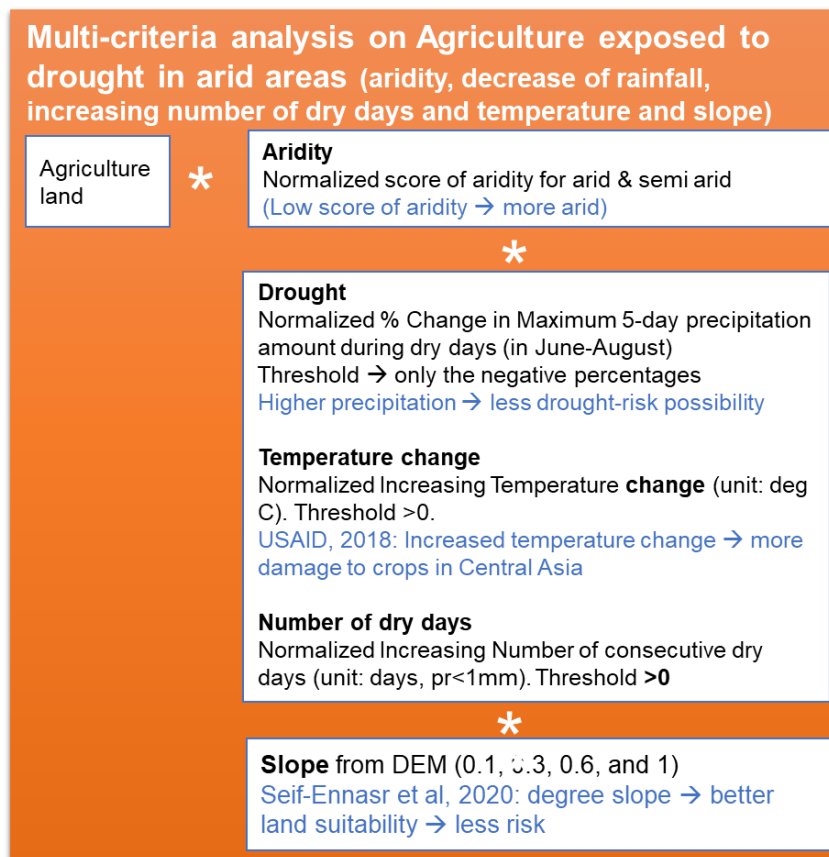 Multi-criteria analysis on Agriculture exposed to
drought in arid areas (aridity, decrease of rainfall,
increasing number of dry days and temperature and slope)
Agriculture
land
*
Aridity
Normalized score of aridity for arid & semi arid
(Low score of aridity → more arid)
*
Drought
Normalized % Change in Maximum 5-day precipitation
amount during dry days (in June-August)
Threshold → only the negative percentages
Higher precipitation → less drought-risk possibility
Temperature change
Normalized Increasing Temperature change (unit: deg
C). Threshold >0.
USAID, 2018: Increased temperature change → more
damage to crops in Central Asia
Number of dry days
Normalized Increasing Number of consecutive dry
days (unit: days, pr<1mm). Threshold >0
*
Slope from DEM (0.1, 0.3, 0.6, and 1)
Seif-Ennasr et al, 2020: degree slope → better
land suitability → less risk